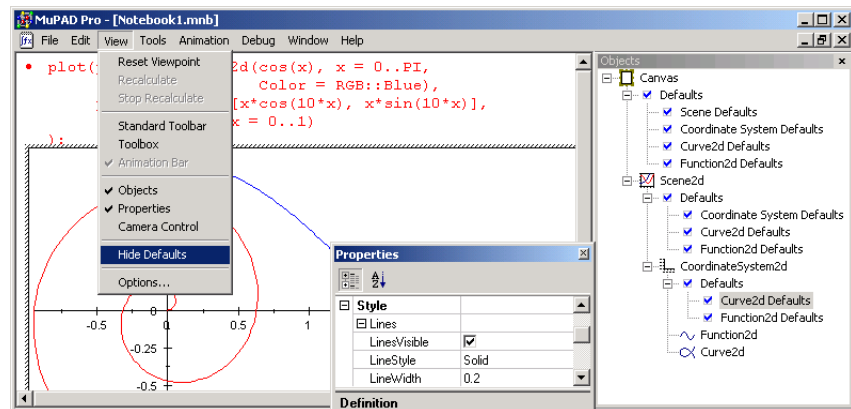 MuPAD Pro - [Notebook1.mnb]
File Edit View Tools Animation Debug Window Help
Reset Viewpoint
Recalculate
Stop Recalculate
Standard Toolbar
Toolbox
Animation Bar
Objects
Properties
Camera Control
Hide Defaults
Options...
plot( 2d(cos(x), x = 0..PI,
Color = RGB::Blue),
[x*cos(10*x), x*sin(10*x)],
x = 0..1)
):
-0.5 0 0.5 1
0
-0.25
-0.5
Properties
Style
Lines
LinesVisible
LineStyle Solid
LineWidth 0.2
Definition
Objects
Canvas
Defaults
Scene Defaults
Coordinate System Defaults
Curve2d Defaults
Function2d Defaults
Scene2d
Defaults
Coordinate System Defaults
Curve2d Defaults
Function2d Defaults
CoordinateSystem2d
Defaults
Curve2d Defaults
Function2d Defaults
Function2d
Curve2d